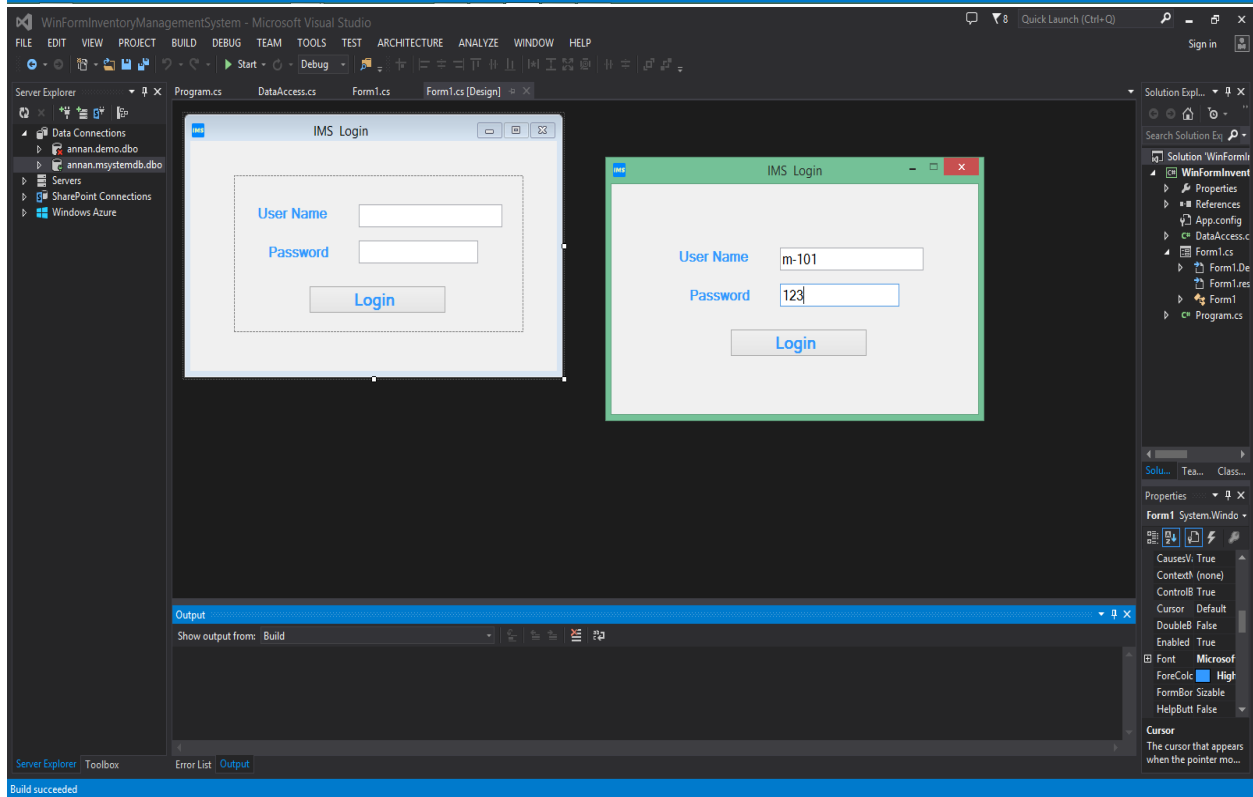 WinFormInventoryManagementSystem - Microsoft Visual Studio
8 Quick Launch (Ctrl+Q)
FILE EDIT VIEW PROJECT BUILD DEBUG TEAM TOOLS TEST ARCHITECTURE ANALYZE WINDOW HELP
Sign in
Start Debug
Server Explorer
Data Connections
annan.demo.dbo
annan.msystemdb.dbo
Servers
SharePoint Connections
Windows Azure
Server Explorer Toolbox
Program.cs DataAccess.cs Form1.cs Form1.cs [Design]
IMS IMS Login
User Name
Password
Login
IMS IMS Login
User Name m-101
Password 123
Login
Output
Show output from: Build
Error List Output
Solution Expl...
Search Solution Ex
Solution 'WinFormIn
WinFormInvent
Properties
References
App.config
DataAccess.c
Form1.cs
Form1.De
Form1.res
Form1
Program.cs
Solu... Tea... Class...
Properties
Form1 System.Windo
CausesV True
Context (none)
ControlB True
Cursor Default
DoubleB False
Enabled True
Font Microsof
ForeColo High
FormBor Sizable
HelpButt False
Cursor
The cursor that appears
when the pointer mo...
Build succeeded